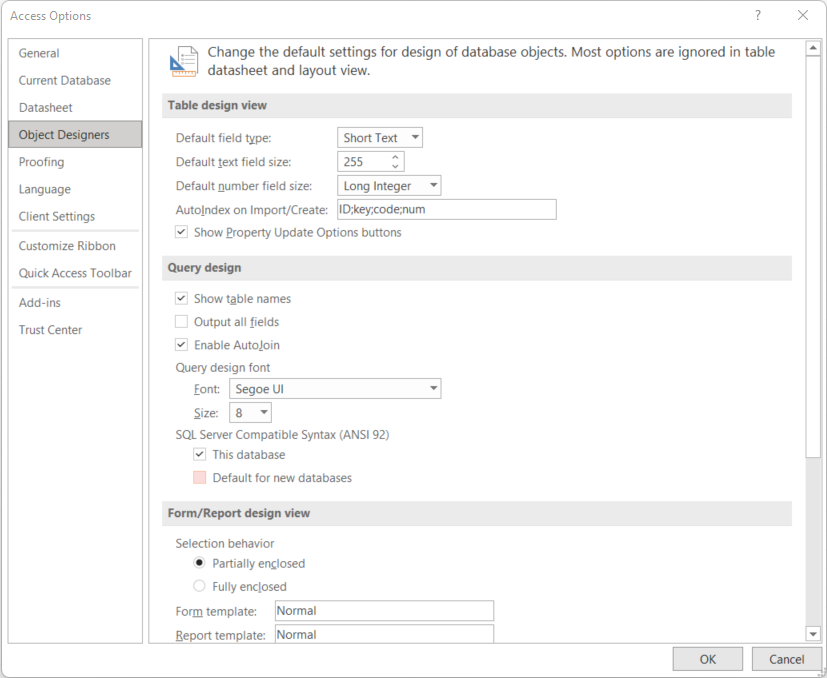 Access Options
?
General
Current Database
Datasheet
Object Designers
Proofing
Language
Client Settings
Customize Ribbon
Quick Access Toolbar
Add-ins
Trust Center
Change the default settings for design of database objects. Most options are ignored in table
datasheet and layout view.
Table design view
Default field type: Short Text
Default text field size: 255
Default number field size: Long Integer
AutoIndex on Import/Create: ID;key;code;num
Show Property Update Options buttons
Query design
Show table names
Output all fields
Enable AutoJoin
Query design font
Font: Segoe UI
Size: 8
SQL Server Compatible Syntax (ANSI 92)
This database
Default for new databases
Form/Report design view
Selection behavior
Partially enclosed
Fully enclosed
Form template: Normal
Report template: Normal
OK Cancel